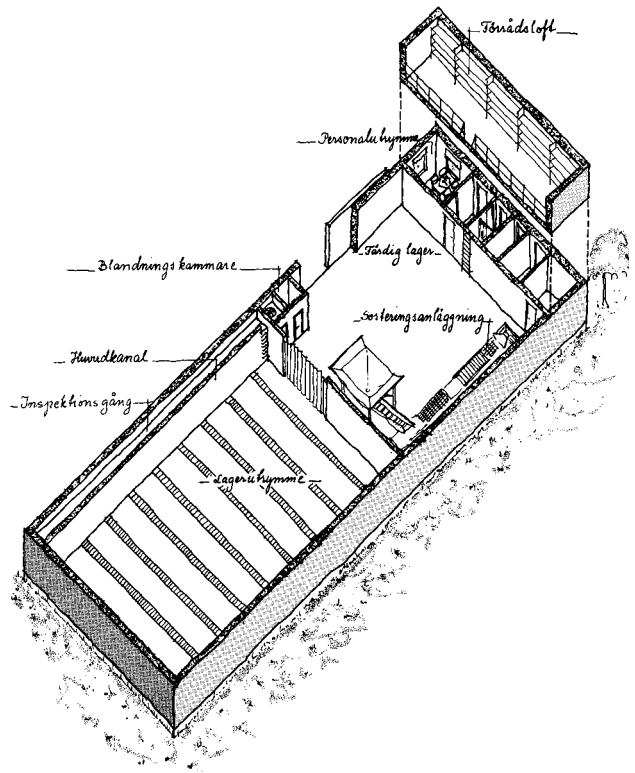 Förrådsloft
Personalutrymme
Färdig lager
Blandningskammare
Sorteringsanläggning
Huvudkanal
Inspektionsgång
Lagerutrymme